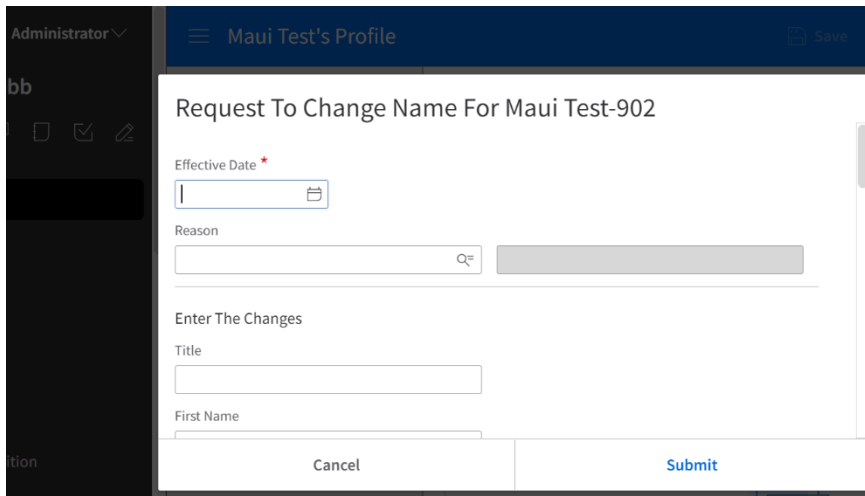 Administrator
Maui Test's Profile
Save
bb
Request To Change Name For Maui Test-902
Effective Date *
Reason
Enter The Changes
Title
First Name
ition
Cancel
Submit